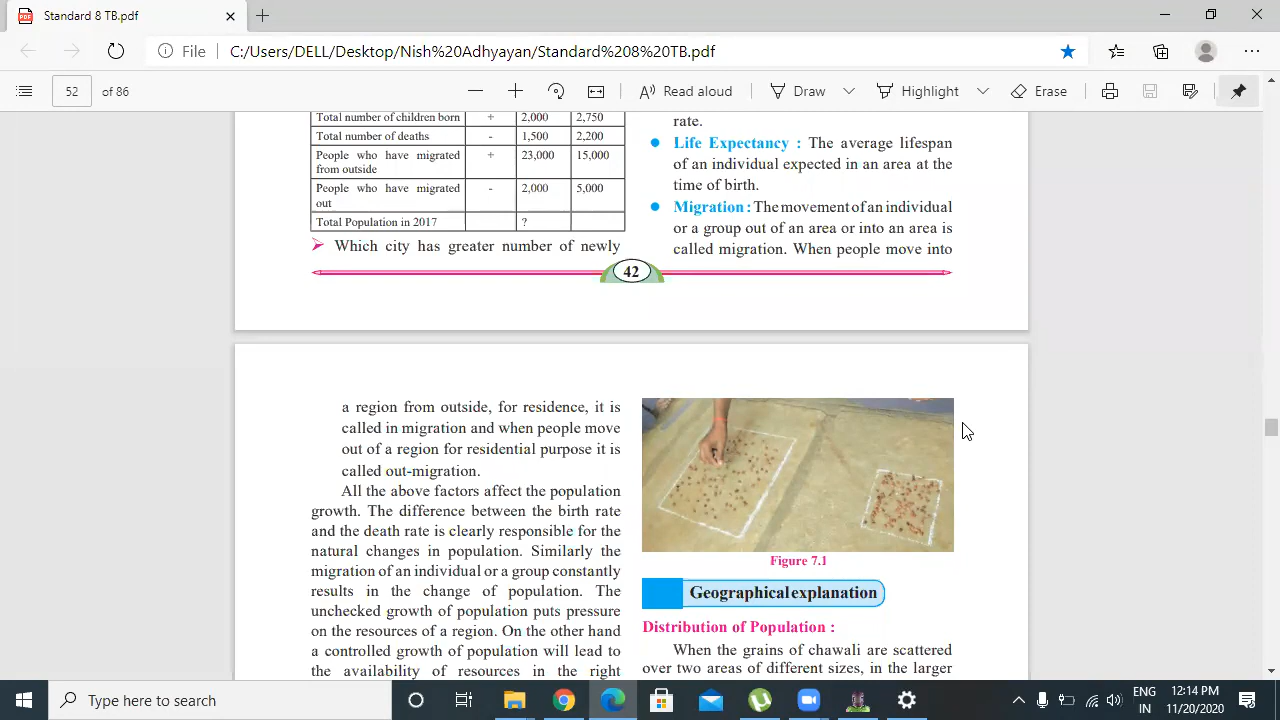 Standard 8 TB.pdf
File
C:/Users/DELL/Desktop/Nish%20Adhyayan/Standard%208%20TB.pdf
52 of 86
Read aloud
Draw
Highlight
Erase
Total number of children born + 2,000 2,750
Total number of deaths - 1,500 2,200
People who have migrated from outside + 23,000 15,000
People who have migrated out - 2,000 5,000
Total Population in 2017 ?
➢ Which city has greater number of newly
rate.
• Life Expectancy : The average lifespan
of an individual expected in an area at the
time of birth.
• Migration : The movement of an individual
or a group out of an area or into an area is
called migration. When people move into
42
a region from outside, for residence, it is
called in migration and when people move
out of a region for residential purpose it is
called out-migration.
All the above factors affect the population
growth. The difference between the birth rate
and the death rate is clearly responsible for the
natural changes in population. Similarly the
migration of an individual or a group constantly
results in the change of population. The
unchecked growth of population puts pressure
on the resources of a region. On the other hand
a controlled growth of population will lead to
the availability of resources in the right
Figure 7.1
Geographical explanation
Distribution of Population :
When the grains of chawali are scattered
over two areas of different sizes, in the larger
Type here to search
ENG
IN
12:14 PM
11/20/2020